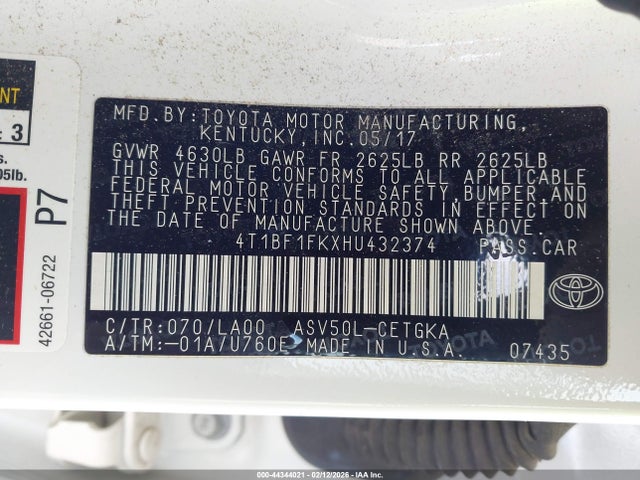 ENT
: 3
s.
05lb.
P7
42661-06722
MFD.BY:TOYOTA MOTOR MANUFACTURING,
KENTUCKY,INC.05/17
GVWR 4630LB GAWR FR 2625LB RR 2625LB
THIS VEHICLE CONFORMS TO ALL APPLICABLE
FEDERAL MOTOR VEHICLE SAFETY,BUMPER,AND
THEFT PREVENTION STANDARDS IN EFFECT ON
THE DATE OF MANUFACTURE SHOWN ABOVE.
4T1BF1FKXHU432374 PASS.CAR
C/TR:070/LA00 ASV50L-CETGKA
A/TM:-01A/U760E MADE IN U.S.A. 07435
000-44344021 - 02/12/2026 - IAA Inc.